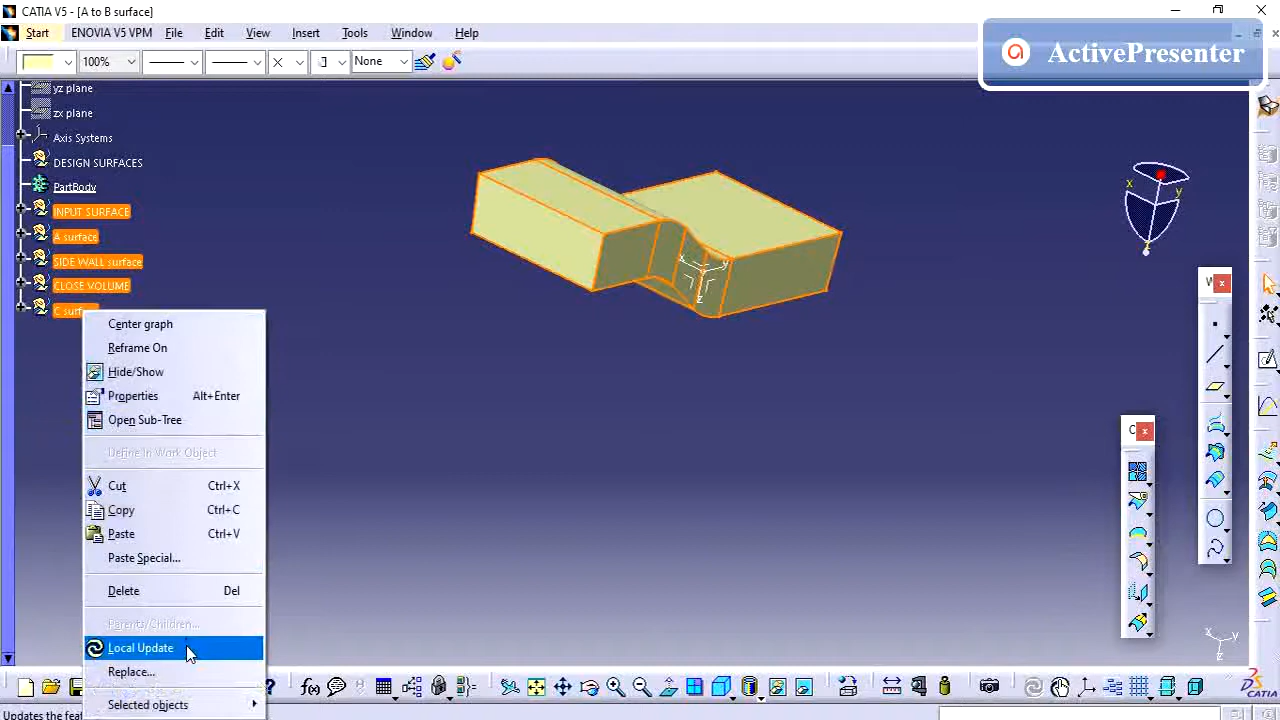 CATIA V5 - [A to B surface]
Start ENOVIA V5 VPM File Edit View Insert Tools Window Help
ActivePresenter
100% None
yz plane
zx plane
Axis Systems
DESIGN SURFACES
PartBody
INPUT SURFACE
A surface
SIDE WALL surface
CLOSE VOLUME
C surf
Center graph
Reframe On
Hide/Show
Properties Alt+Enter
Open Sub-Tree
Define In Work Object
Cut Ctrl+X
Copy Ctrl+C
Paste Ctrl+V
Paste Special...
Delete Del
Parents/Children...
Local Update
Replace...
Selected objects
Updates the fea
x y z
W
C
f(x)
x y z
DS CATIA